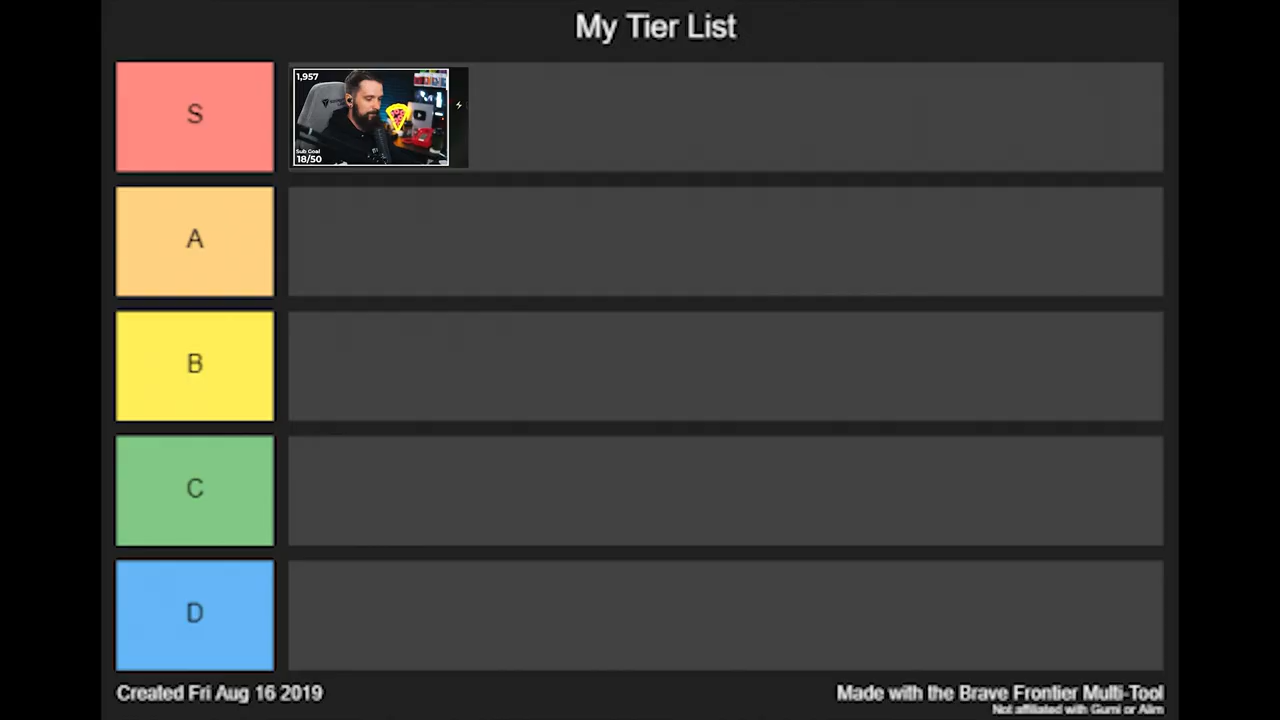 My Tier List
S
1,957
Sub Goal
18/50
A
B
C
D
Created Fri Aug 16 2019
Made with the Brave Frontier Multi-Tool
Not affiliated with Gumi or Alim